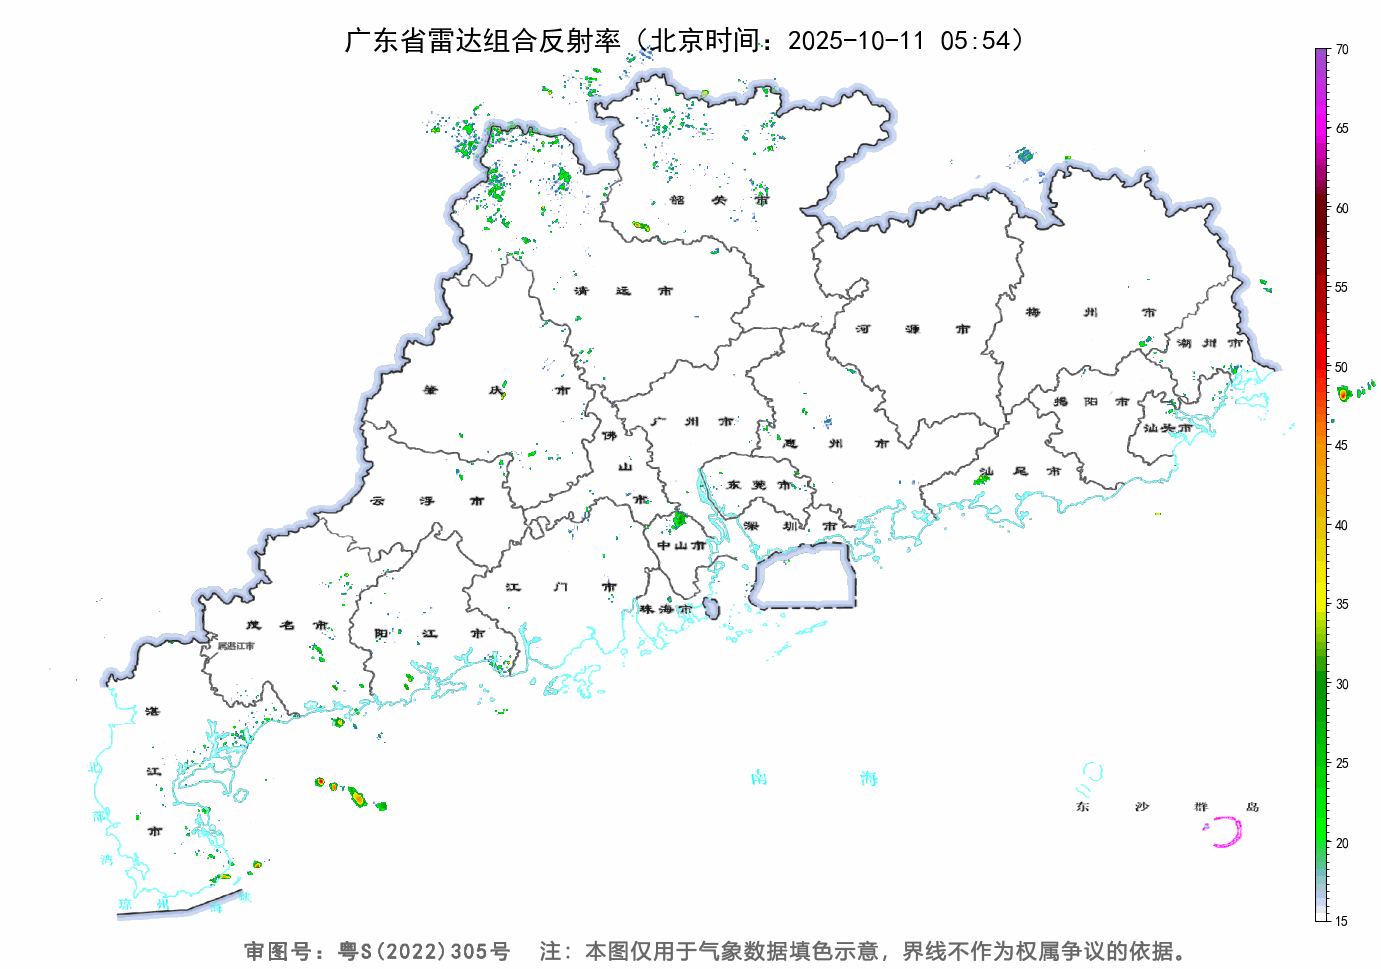 广东省雷达组合反射率（北京时间：2025-10-11 05:54）
70
65
60
55
50
45
40
35
30
25
20
15
韶关市
清远市
河源市
梅州市
潮州市
肇庆市
广州市
佛山市
惠州市
揭阳市
汕头市
汕尾市
云浮市
东莞市
深圳市
中山市
江门市
珠海市
茂名市
阳江市
属湛江市
湛江市
北部湾
琼州海峡
南海
东沙群岛
审图号：粤S(2022)305号 注：本图仅用于气象数据填色示意，界线不作为权属争议的依据。